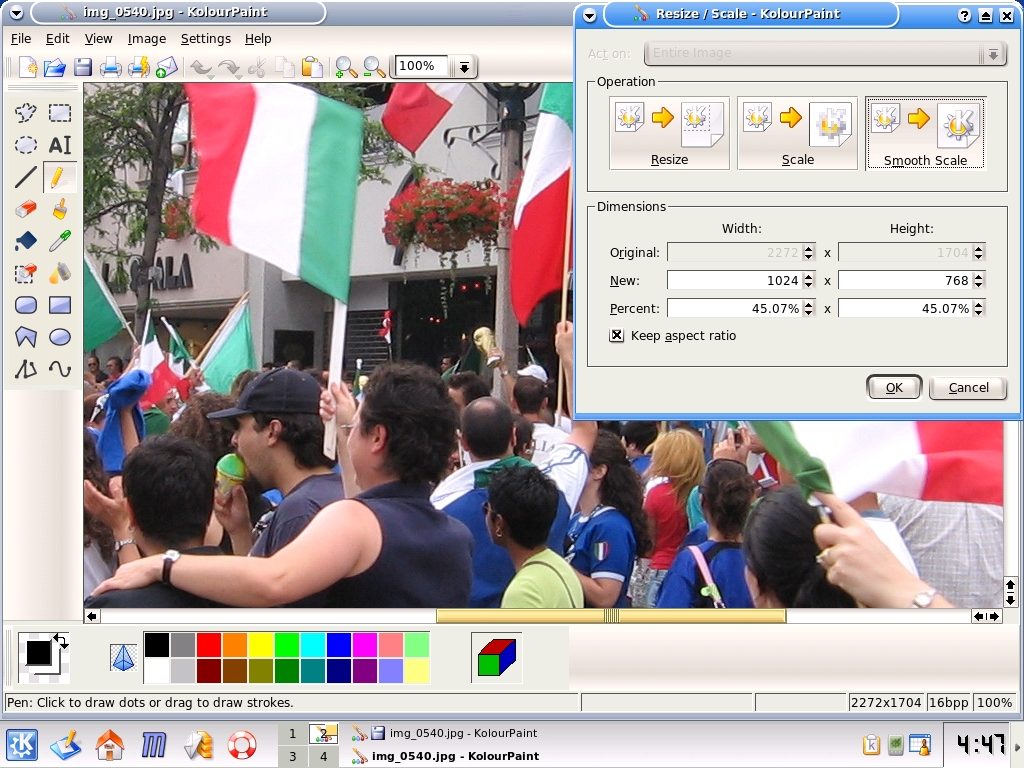 img_0540.jpg - KolourPaint
File Edit View Image Settings Help
100%
Resize / Scale - KolourPaint
Act on: Entire Image
Operation
Resize
Scale
Smooth Scale
Dimensions
Width: Height:
Original: 2272 x 1704
New: 1024 x 768
Percent: 45.07% x 45.07%
Keep aspect ratio
OK Cancel
AI
Pen: Click to draw dots or drag to draw strokes.
2272x1704 16bpp 100%
1 2
3 4
img_0540.jpg - KolourPaint
img_0540.jpg - KolourPaint
4:47